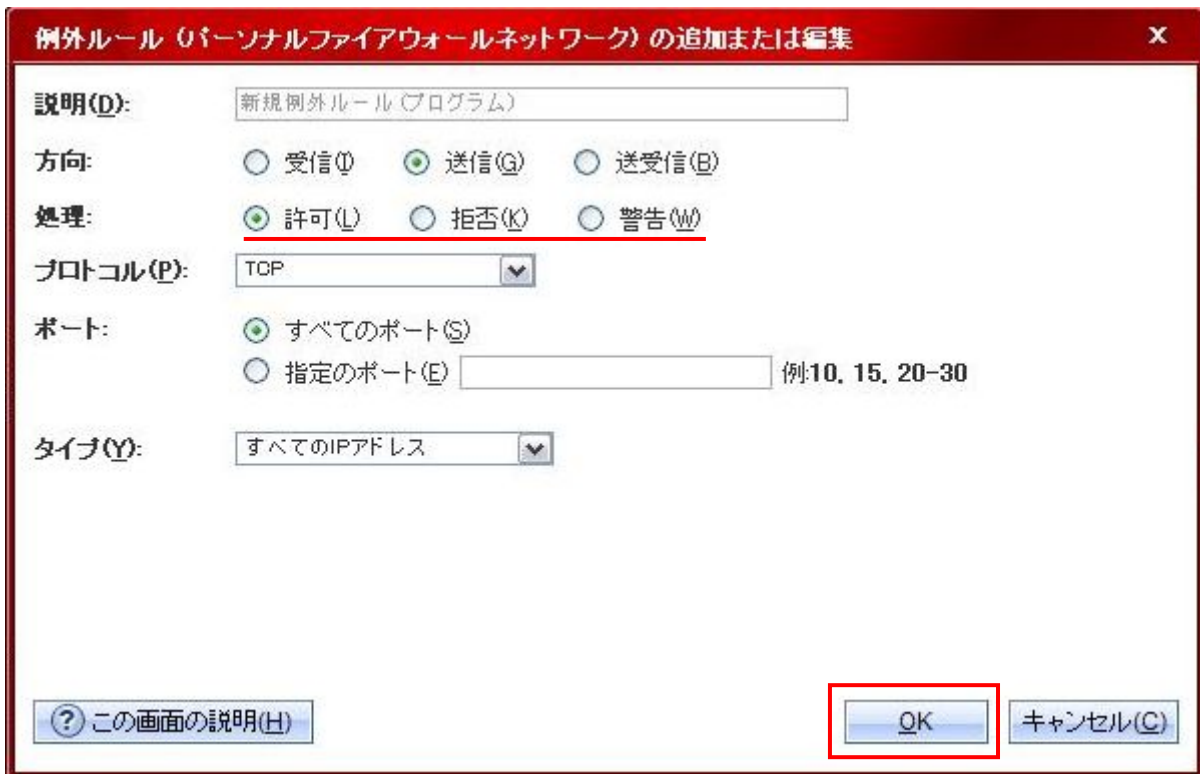 例外ルール (パーソナルファイアウォールネットワーク) の追加または編集 x
説明(D): 新規例外ルール (プログラム)
方向: 受信(I) 送信(G) 送受信(B)
処理: 許可(L) 拒否(K) 警告(W)
プロトコル(P): TCP
ポート: すべてのポート(S)
指定のポート(E) 例:10, 15, 20-30
タイプ(Y): すべてのIPアドレス
? この画面の説明(H) OK キャンセル(C)